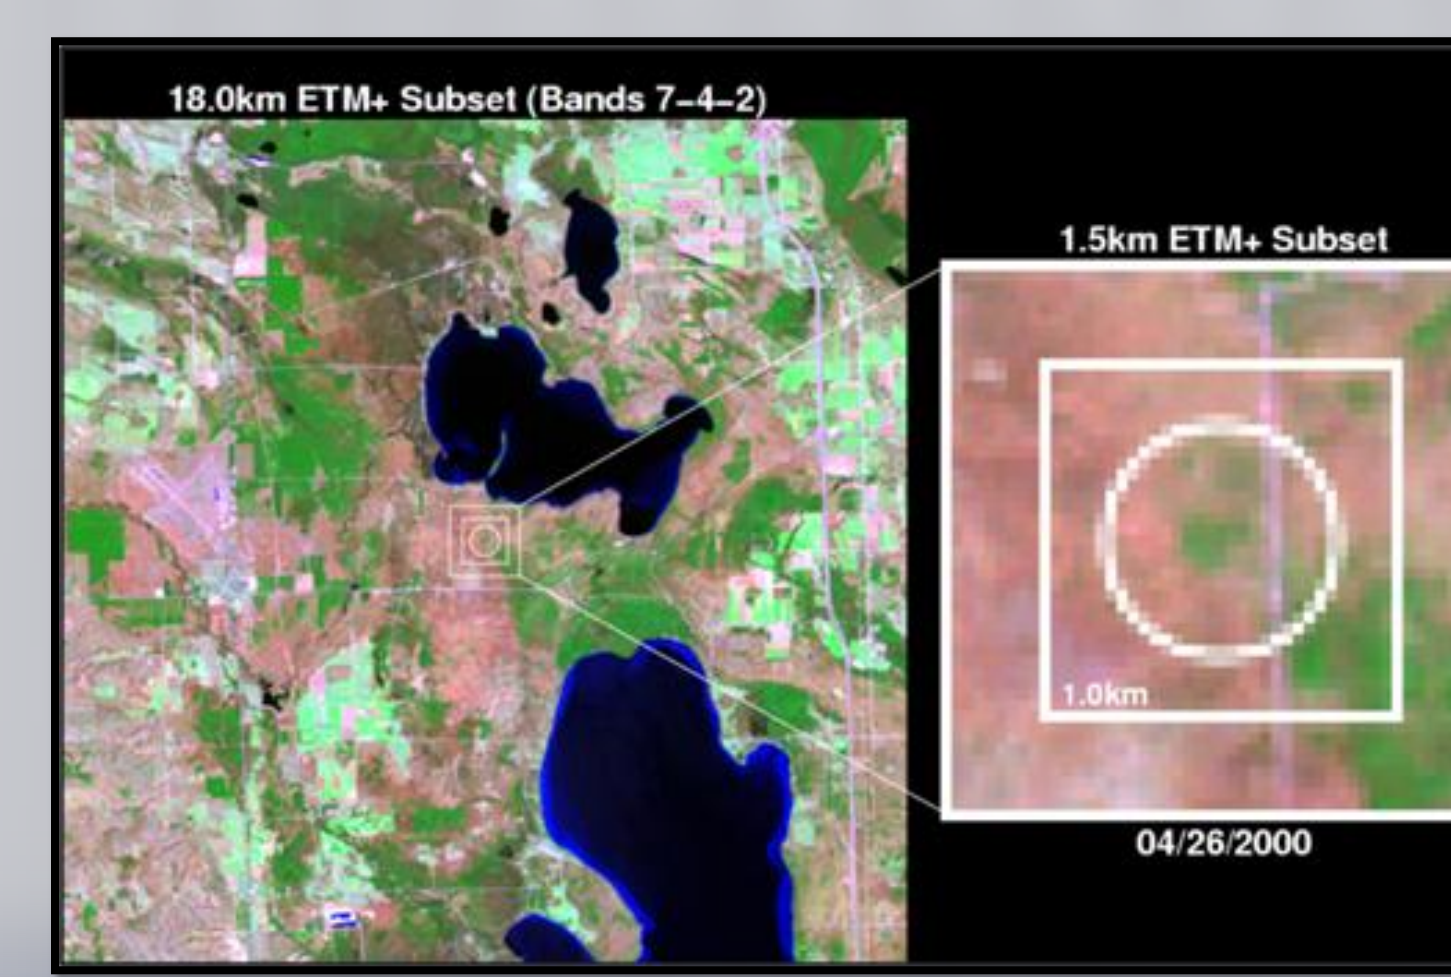 18.0km ETM+ Subset (Bands 7–4–2)
1.5km ETM+ Subset
1.0km
04/26/2000